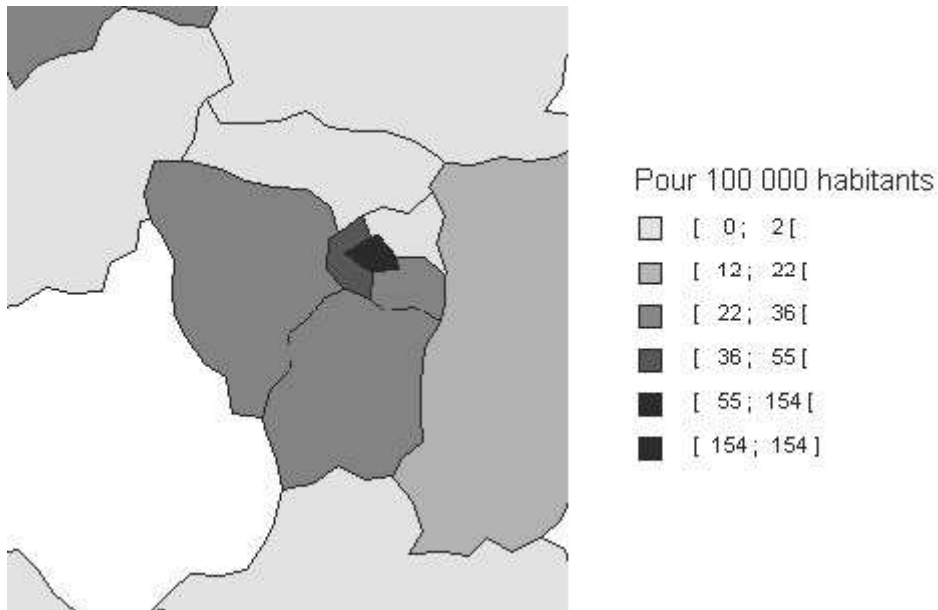 Pour 100 000 habitants
[ 0 ; 2 [
[ 12 ; 22 [
[ 22 ; 36 [
[ 36 ; 55 [
[ 55 ; 154 [
[ 154 ; 154 ]